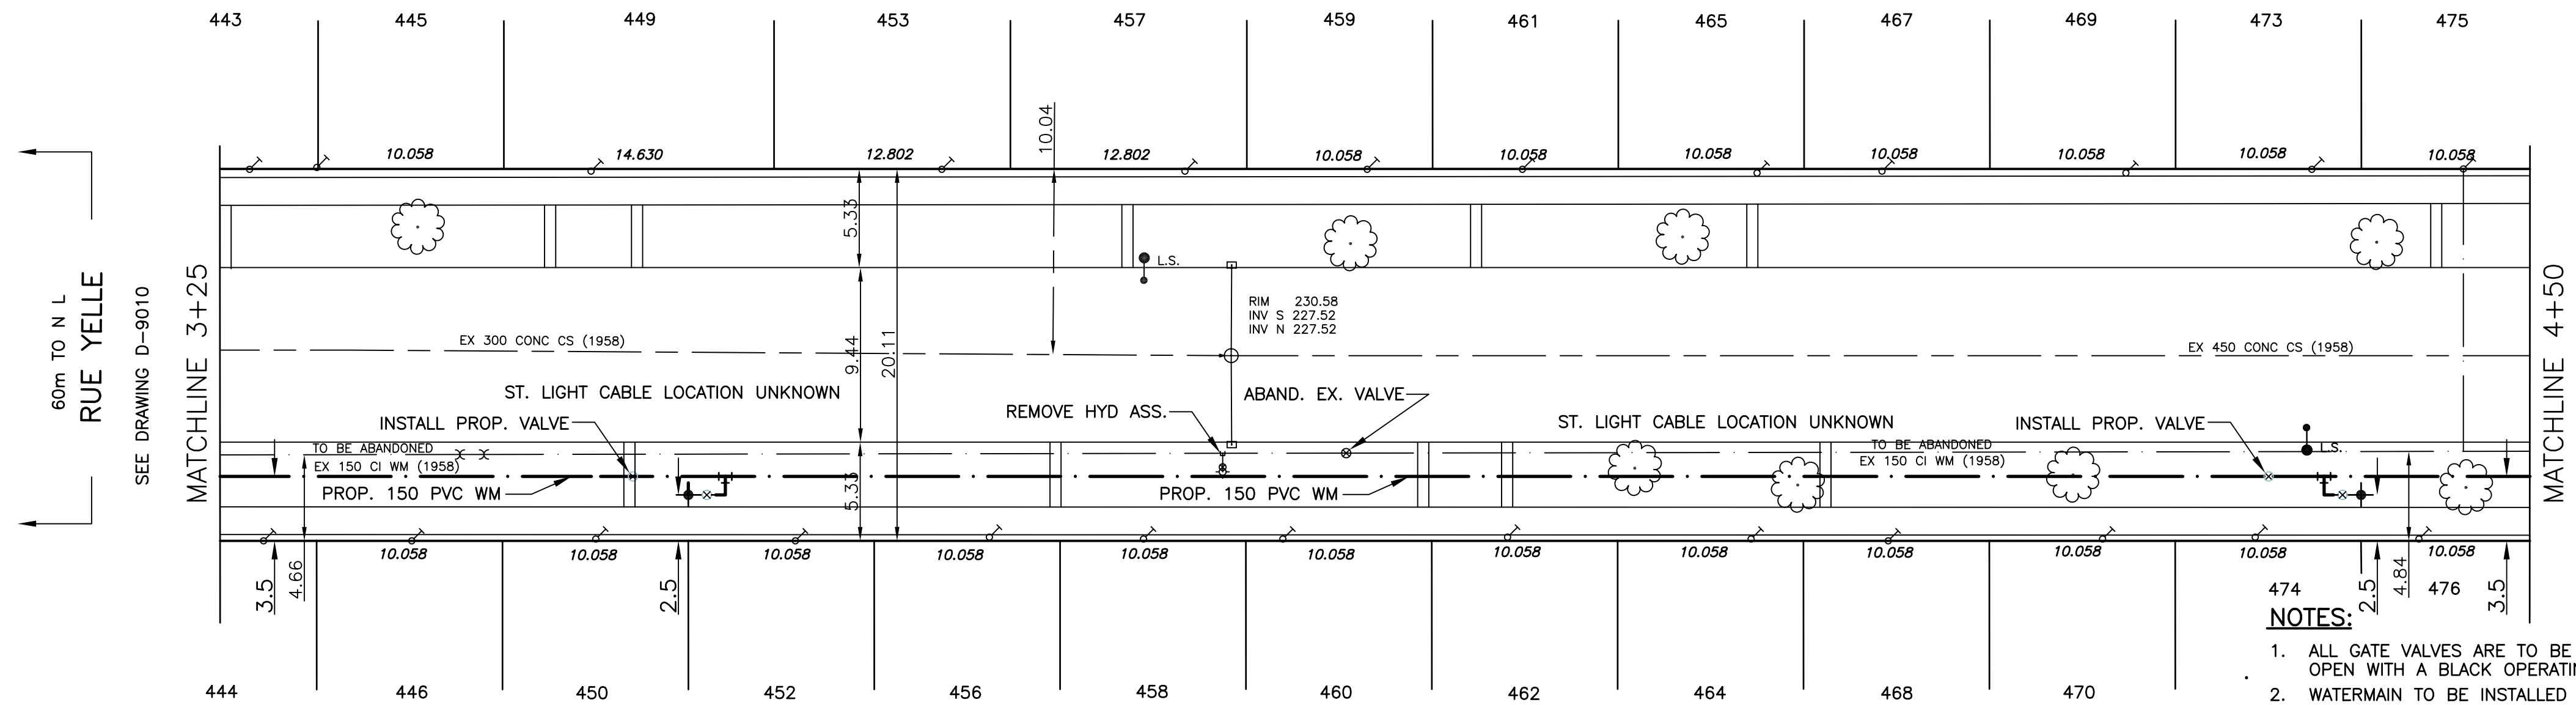 443 445 449 453 457 459 461 465 467 469 473 475
10.058 14.630 12.802 12.802 10.058 10.058 10.058 10.058 10.058 10.058
10.04
5.33
L.S.
60m TO N L
RUE YELLE
SEE DRAWING D-9010
MATCHLINE 3+25
MATCHLINE 4+50
RIM 230.58
INV S 227.52
INV N 227.52
EX 300 CONC CS (1958)
EX 450 CONC CS (1958)
9.44
20.11
ST. LIGHT CABLE LOCATION UNKNOWN
ABAND. EX. VALVE
REMOVE HYD ASS.
INSTALL PROP. VALVE
ST. LIGHT CABLE LOCATION UNKNOWN
INSTALL PROP. VALVE
TO BE ABANDONED
EX 150 CI WM (1958)
PROP. 150 PVC WM
5.33
PROP. 150 PVC WM
TO BE ABANDONED
EX 150 CI WM (1958)
L.S.
10.058 10.058 10.058 10.058 10.058 10.058 10.058 10.058 10.058 10.058 10.058 10.058
3.5
4.66
2.5
474
2.5
4.84
476
3.5
444 446 450 452 456 458 460 462 464 468 470
NOTES:
1. ALL GATE VALVES ARE TO BE
OPEN WITH A BLACK
2. WATERMAIN TO BE INSTALLED